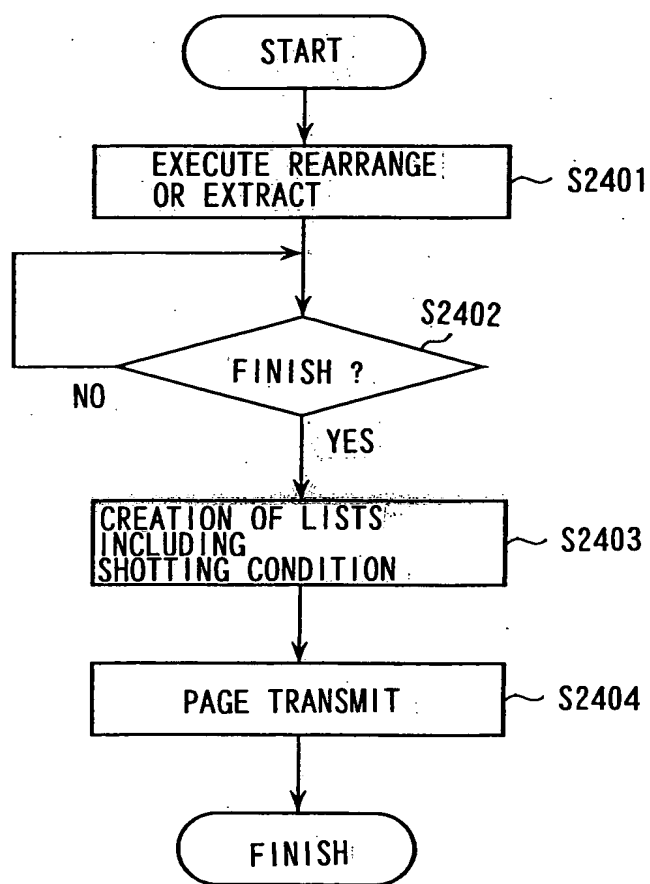 START
EXECUTE REARRANGE
OR EXTRACT
S2401
S2402
FINISH ?
NO
YES
CREATION OF LISTS
INCLUDING
SHOTTING CONDITION
S2403
PAGE TRANSMIT
S2404
FINISH